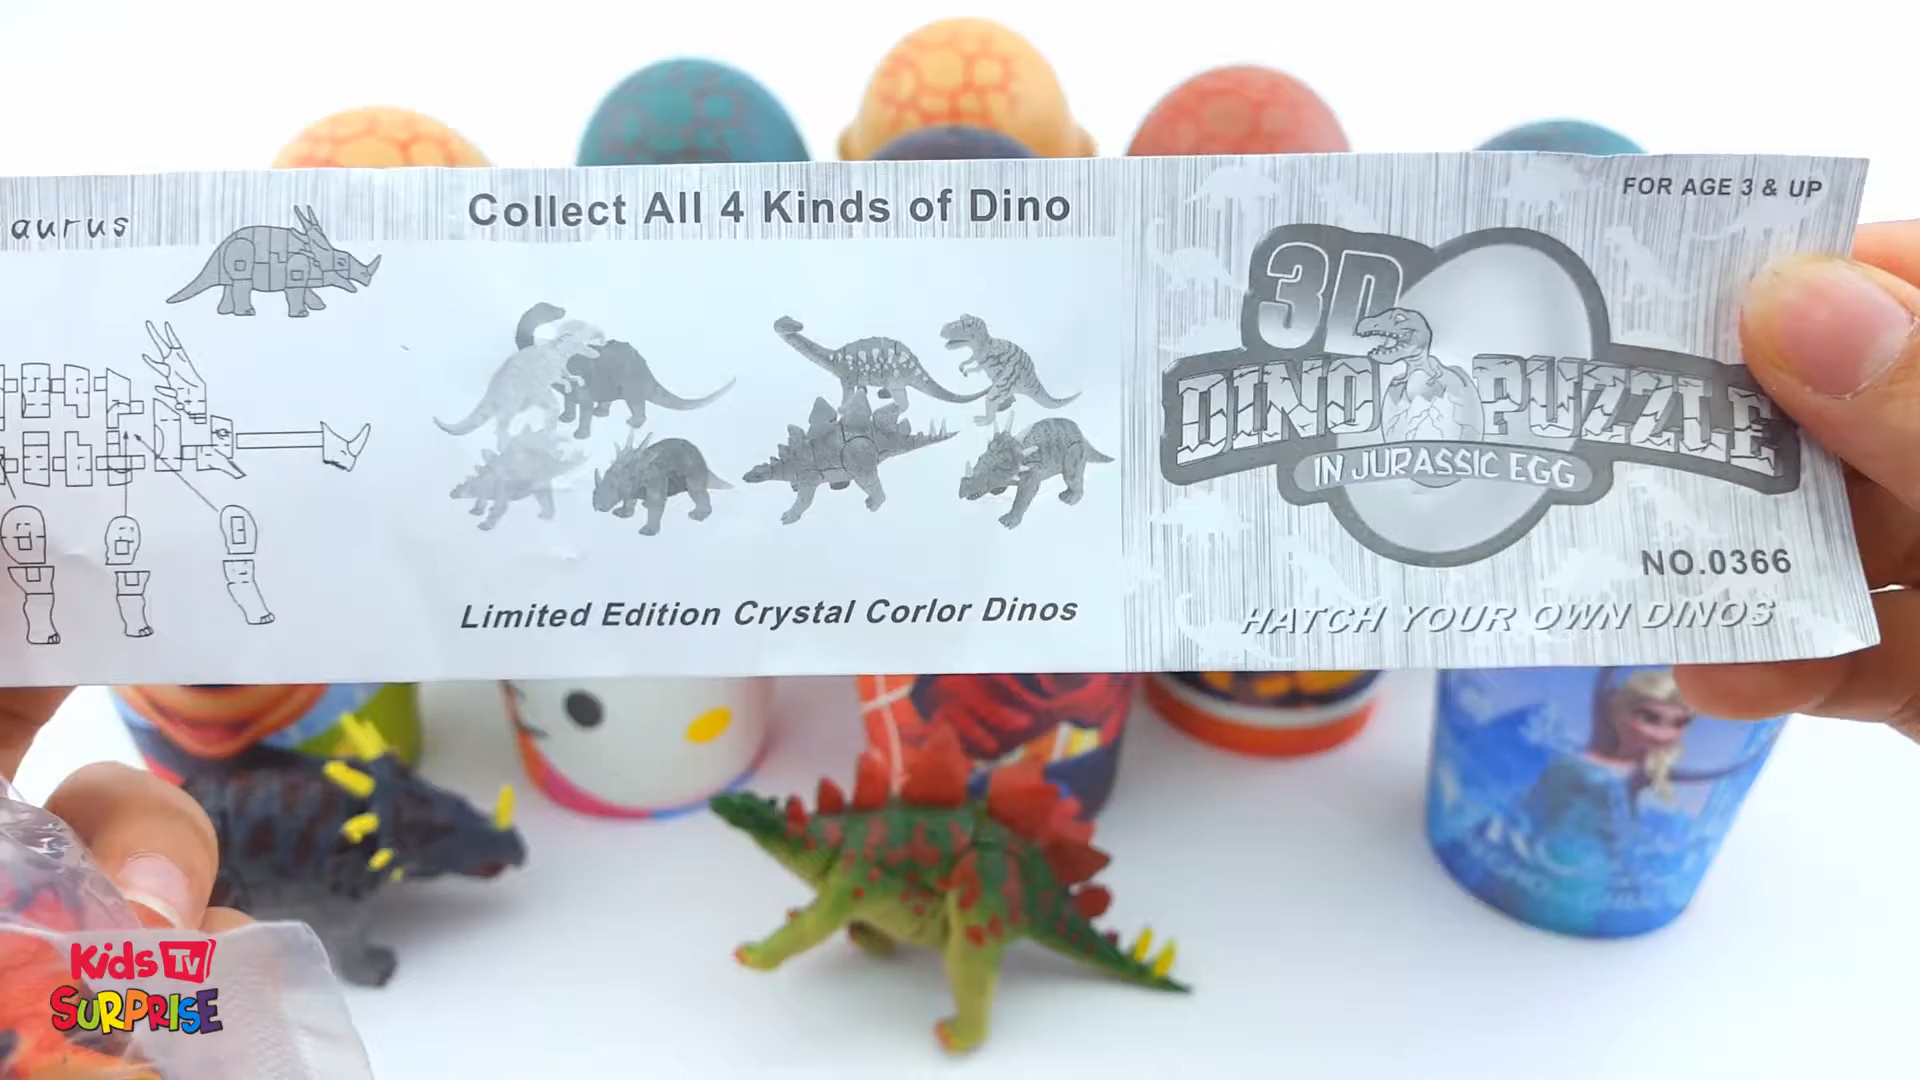 aurus
Collect All 4 Kinds of Dino
Limited Edition Crystal Corlor Dinos
FOR AGE 3 & UP
3D
DINO PUZZLE
IN JURASSIC EGG
NO.0366
HATCH YOUR OWN DINOS
Kids TV
SURPRISE